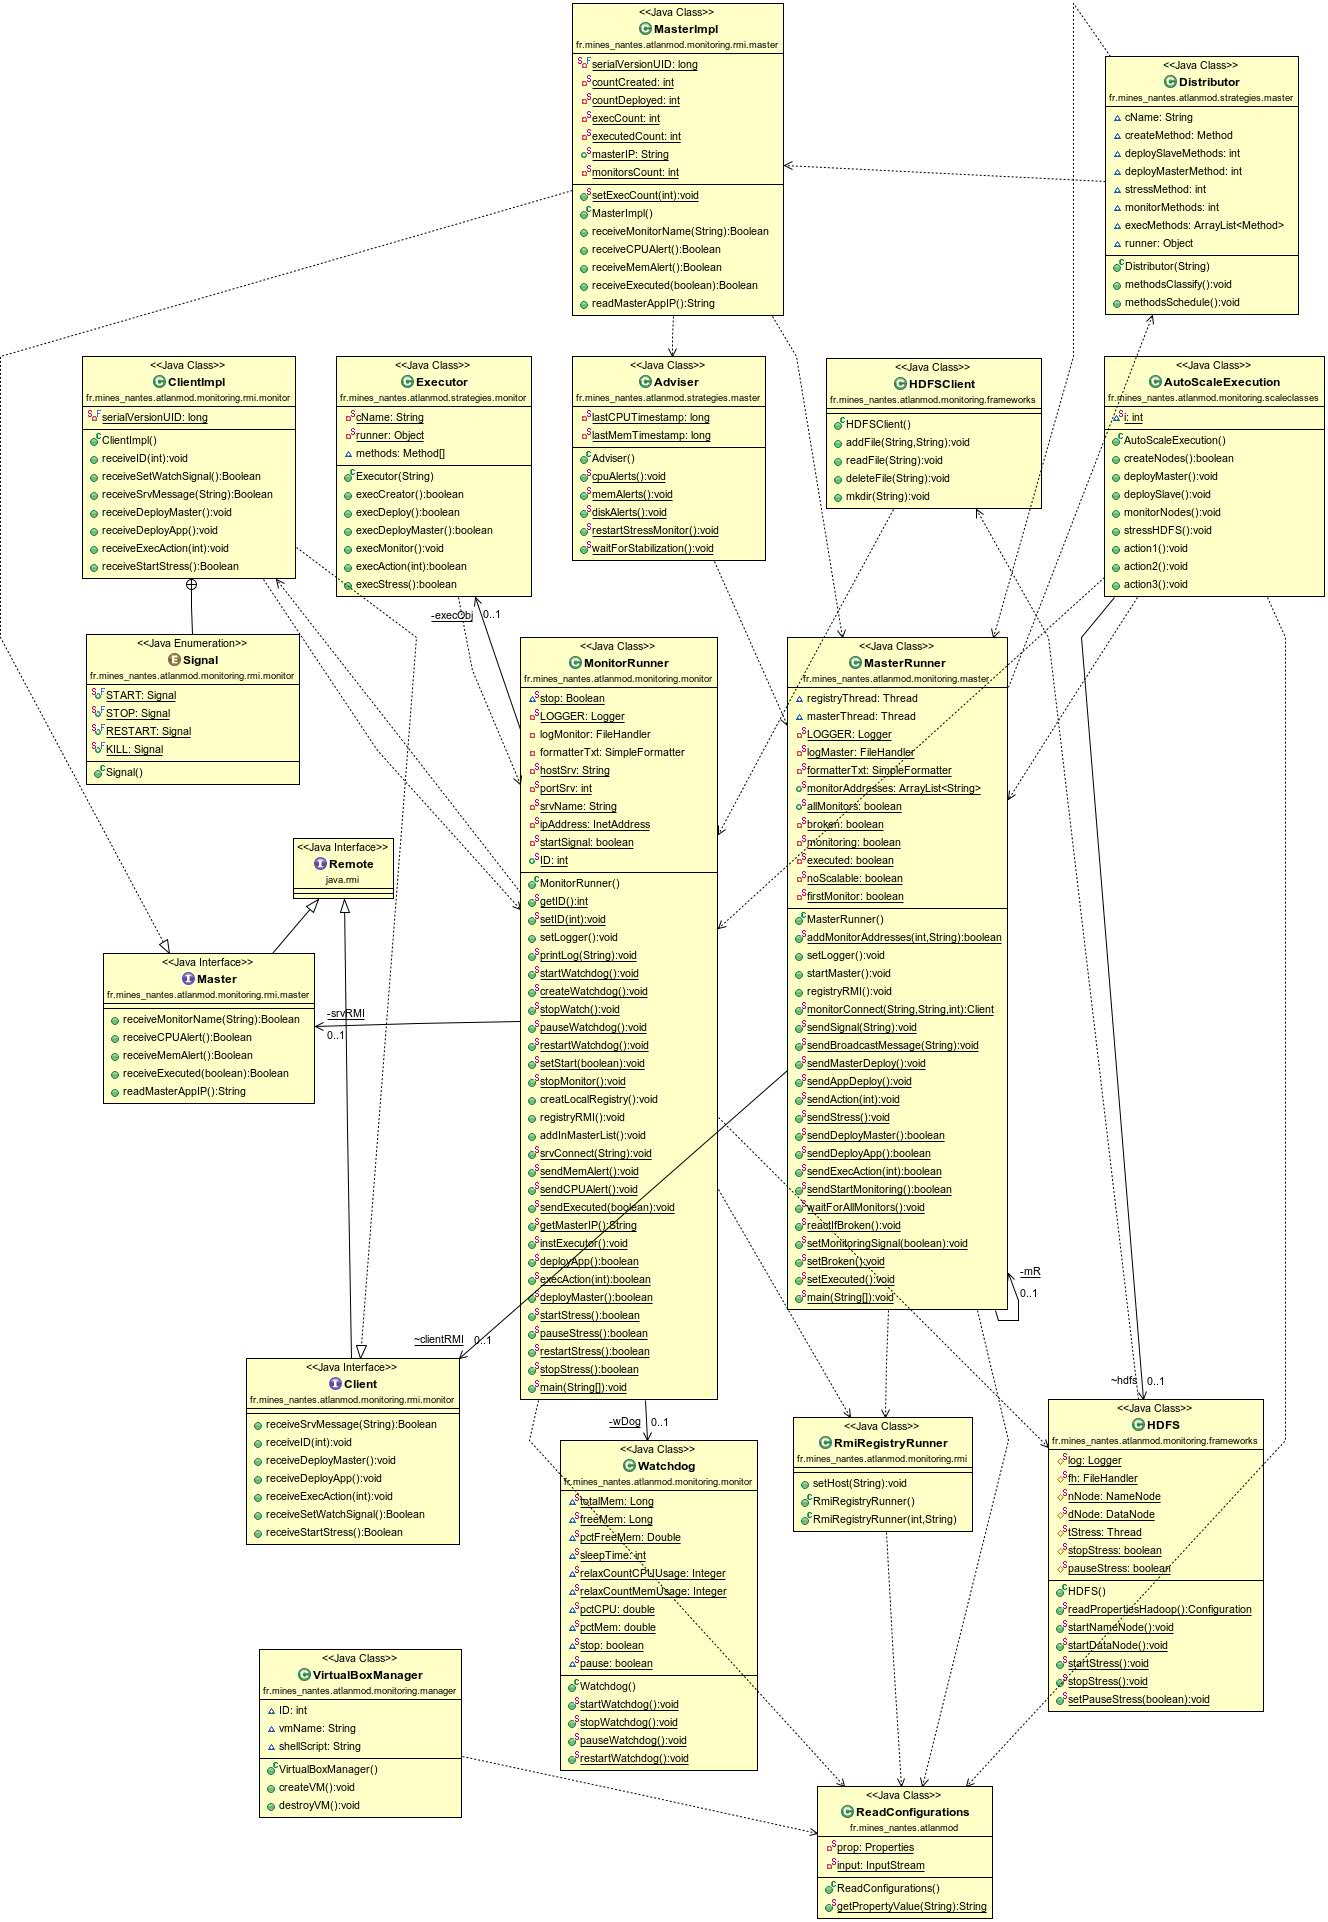 <<Java Class>>
MasterImpl
fr.mines_nantes.atlanmod.monitoring.rmi.master
serialVersionUID: long
countCreated: int
countDeployed: int
execCount: int
executedCount: int
masterIP: String
monitorsCount: int
setExecCount(int):void
MasterImpl()
receiveMonitorName(String):Boolean
receiveCPUAlert():Boolean
receiveMemAlert():Boolean
receiveExecuted(boolean):Boolean
readMasterAppIP():String
<<Java Class>>
Distributor
fr.mines_nantes.atlanmod.strategies.master
cName: String
createMethod: Method
deploySlaveMethods: int
deployMasterMethod: int
stressMethod: int
monitorMethods: int
execMethods: ArrayList<Method>
runner: Object
Distributor(String)
methodsClassify():void
methodsSchedule():void
<<Java Class>>
ClientImpl
fr.mines_nantes.atlanmod.monitoring.rmi.monitor
serialVersionUID: long
ClientImpl()
receiveID(int):void
receiveSetWatchSignal():Boolean
receiveSrvMessage(String):Boolean
receiveDeployMaster():void
receiveDeployApp():void
receiveExecAction(int):void
receiveStartStress():Boolean
<<Java Class>>
Executor
fr.mines_nantes.atlanmod.strategies.monitor
cName: String
runner: Object
methods: Method[]
Executor(String)
execCreator():boolean
execDeploy():boolean
execDeployMaster():boolean
execMonitor():void
execAction(int):boolean
execStress():boolean
<<Java Class>>
Adviser
fr.mines_nantes.atlanmod.strategies.master
lastCPUTimestamp: long
lastMemTimestamp: long
Adviser()
cpuAlerts():void
memAlerts():void
diskAlerts():void
restartStressMonitor():void
waitForStabilization():void
<<Java Class>>
HDFSClient
fr.mines_nantes.atlanmod.monitoring.frameworks
HDFSClient()
addFile(String,String):void
readFile(String):void
deleteFile(String):void
mkdir(String):void
<<Java Class>>
AutoScaleExecution
fr.mines_nantes.atlanmod.monitoring.scaleclasses
i: int
AutoScaleExecution()
createNodes():boolean
deployMaster():void
deploySlave():void
monitorNodes():void
stressHDFS():void
action1():void
action2():void
action3():void
-execObj 0..1
<<Java Enumeration>>
Signal
fr.mines_nantes.atlanmod.monitoring.rmi.monitor
START: Signal
STOP: Signal
RESTART: Signal
KILL: Signal
Signal()
<<Java Class>>
MonitorRunner
fr.mines_nantes.atlanmod.monitoring.monitor
stop: Boolean
LOGGER: Logger
logMonitor: FileHandler
formatterTxt: SimpleFormatter
hostSrv: String
portSrv: int
srvName: String
ipAddress: InetAddress
startSignal: boolean
ID: int
MonitorRunner()
getID():int
setID(int):void
setLogger():void
printLog(String):void
startWatchdog():void
createWatchdog():void
stopWatch():void
pauseWatchdog():void
restartWatchdog():void
setStart(boolean):void
stopMonitor():void
creatLocalRegistry():void
registryRMI():void
addInMasterList():void
srvConnect(String):void
sendMemAlert():void
sendCPUAlert():void
sendExecuted(boolean):void
getMasterIP():String
instExecutor():void
deployApp():boolean
execAction(int):boolean
deployMaster():boolean
startStress():boolean
pauseStress():boolean
restartStress():boolean
stopStress():boolean
main(String[]):void
<<Java Class>>
MasterRunner
fr.mines_nantes.atlanmod.monitoring.master
registryThread: Thread
masterThread: Thread
LOGGER: Logger
logMaster: FileHandler
formatterTxt: SimpleFormatter
monitorAddresses: ArrayList<String>
allMonitors: boolean
broken: boolean
monitoring: boolean
executed: boolean
noScalable: boolean
firstMonitor: boolean
MasterRunner()
addMonitorAddresses(int,String):boolean
setLogger():void
startMaster():void
registryRMI():void
monitorConnect(String,String,int):Client
sendSignal(String):void
sendBroadcastMessage(String):void
sendMasterDeploy():void
sendAppDeploy():void
sendAction(int):void
sendStress():void
sendDeployMaster():boolean
sendDeployApp():boolean
sendExecAction(int):boolean
sendStartMonitoring():boolean
waitForAllMonitors():void
reactIfBroken():void
setMonitoringSignal(boolean):void
setBroken():void
setExecuted():void
main(String[]):void
-mR
0..1
<<Java Interface>>
Remote
java.rmi
<<Java Interface>>
Master
fr.mines_nantes.atlanmod.monitoring.rmi.master
receiveMonitorName(String):Boolean
receiveCPUAlert():Boolean
receiveMemAlert():Boolean
receiveExecuted(boolean):Boolean
readMasterAppIP():String
-srvRMI
0..1
~clientRMI 0..1
<<Java Interface>>
Client
fr.mines_nantes.atlanmod.monitoring.rmi.monitor
receiveSrvMessage(String):Boolean
receiveID(int):void
receiveDeployMaster():void
receiveDeployApp():void
receiveExecAction(int):void
receiveSetWatchSignal():Boolean
receiveStartStress():Boolean
-wDog 0..1
<<Java Class>>
Watchdog
fr.mines_nantes.atlanmod.monitoring.monitor
totalMem: Long
freeMem: Long
pctFreeMem: Double
sleepTime: int
relaxCountCPUUsage: Integer
relaxCountMemUsage: Integer
pctCPU: double
pctMem: double
stop: boolean
pause: boolean
Watchdog()
startWatchdog():void
stopWatchdog():void
pauseWatchdog():void
restartWatchdog():void
<<Java Class>>
RmiRegistryRunner
fr.mines_nantes.atlanmod.monitoring.rmi
setHost(String):void
RmiRegistryRunner()
RmiRegistryRunner(int,String)
~hdfs 0..1
<<Java Class>>
HDFS
fr.mines_nantes.atlanmod.monitoring.frameworks
log: Logger
fh: FileHandler
nNode: NameNode
dNode: DataNode
tStress: Thread
stopStress: boolean
pauseStress: boolean
HDFS()
readPropertiesHadoop():Configuration
startNameNode():void
startDataNode():void
startStress():void
stopStress():void
setPauseStress(boolean):void
<<Java Class>>
VirtualBoxManager
fr.mines_nantes.atlanmod.monitoring.manager
ID: int
vmName: String
shellScript: String
VirtualBoxManager()
createVM():void
destroyVM():void
<<Java Class>>
ReadConfigurations
fr.mines_nantes.atlanmod
prop: Properties
input: InputStream
ReadConfigurations()
getPropertyValue(String):String